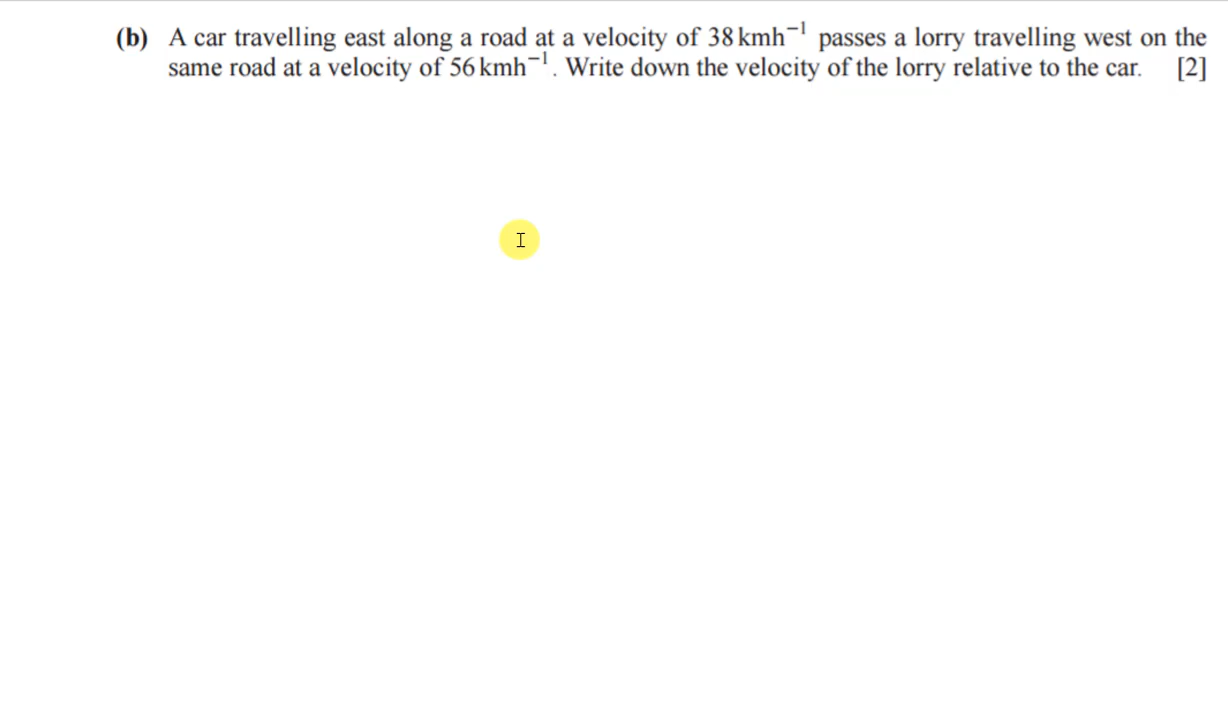 (b) A car travelling east along a road at a velocity of 38 kmh⁻¹ passes a lorry travelling west on the
same road at a velocity of 56 kmh⁻¹. Write down the velocity of the lorry relative to the car. [2]